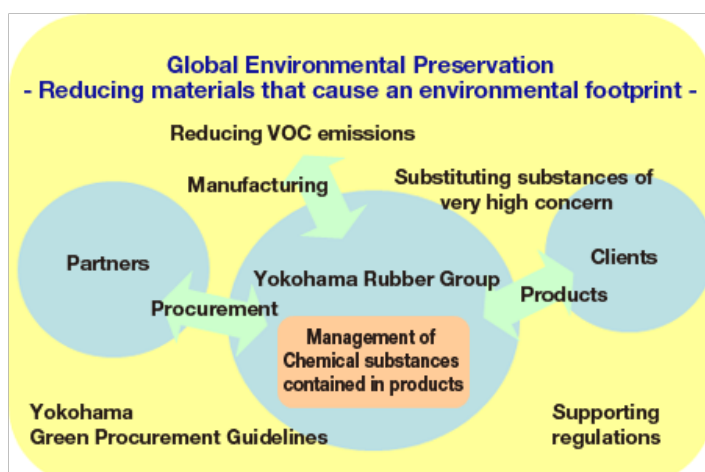 Global Environmental Preservation
- Reducing materials that cause an environmental footprint -
Reducing VOC emissions
Manufacturing
Substituting substances of
very high concern
Partners
Yokohama Rubber Group
Clients
Procurement
Products
Management of
Chemical substances
contained in products
Yokohama
Green Procurement Guidelines
Supporting
regulations